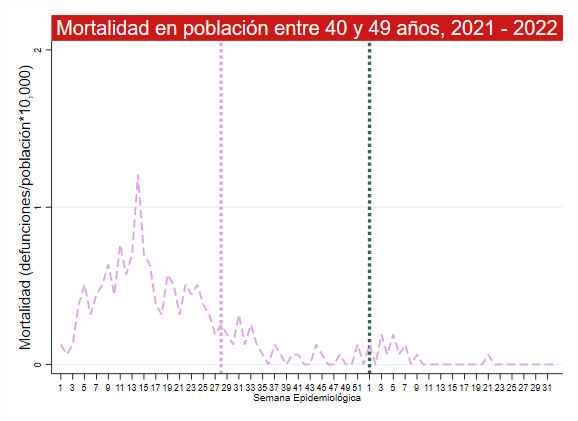 Mortalidad en población entre 40 y 49 años, 2021 - 2022
Mortalidad (defunciones/población*10,000)
2
1
0
1 3 5 7 9 11 13 15 17 19 21 23 25 27 29 31 33 35 37 39 41 43 45 47 49 51 1 3 5 7 9 11 13 15 17 19 21 23 25 27 29 31
Semana Epidemiológica